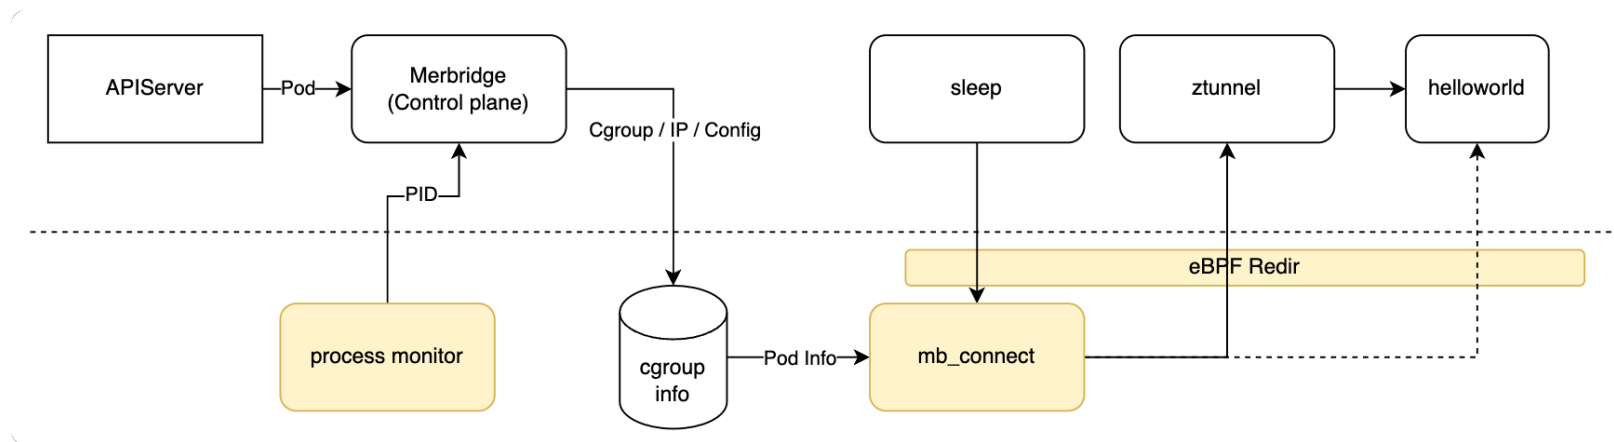 APIServer
Pod
Merbridge
(Control plane)
Cgroup / IP / Config
sleep
ztunnel
helloworld
PID
eBPF Redir
process monitor
cgroup
info
Pod Info
mb_connect